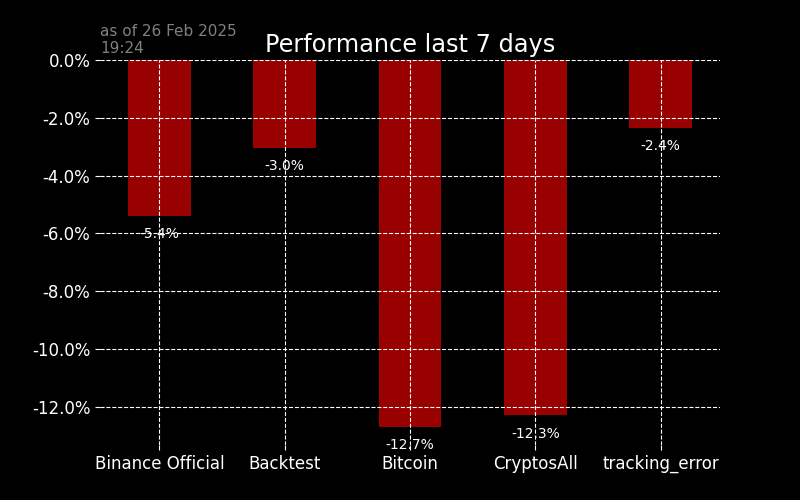 as of 26 Feb 2025
19:24
Performance last 7 days
0.0%
-2.0%
-4.0%
-6.0%
-8.0%
-10.0%
-12.0%
-5.4%
-3.0%
-12.7%
-12.3%
-2.4%
Binance Official
Backtest
Bitcoin
CryptosAll
tracking_error